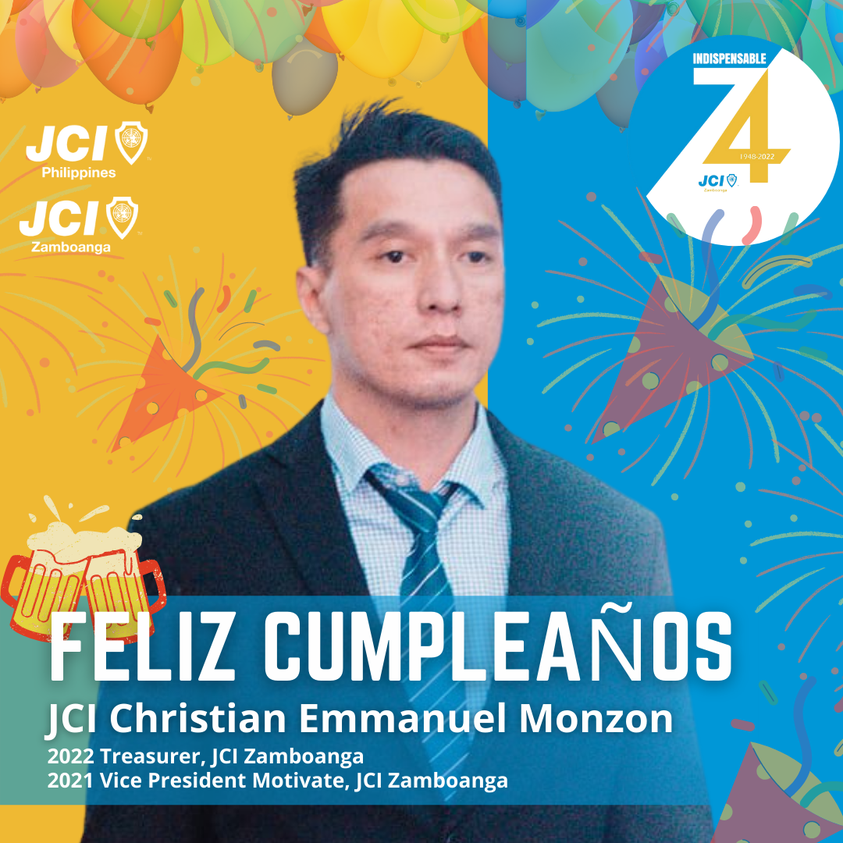 INDISPENSABLE
74
1948-2022
JCI
JCI
Philippines
JCI
Zamboanga
FELIZ CUMPLEAÑOS
JCI Christian Emmanuel Monzon
2022 Treasurer, JCI Zamboanga
2021 Vice President Motivate, JCI Zamboanga